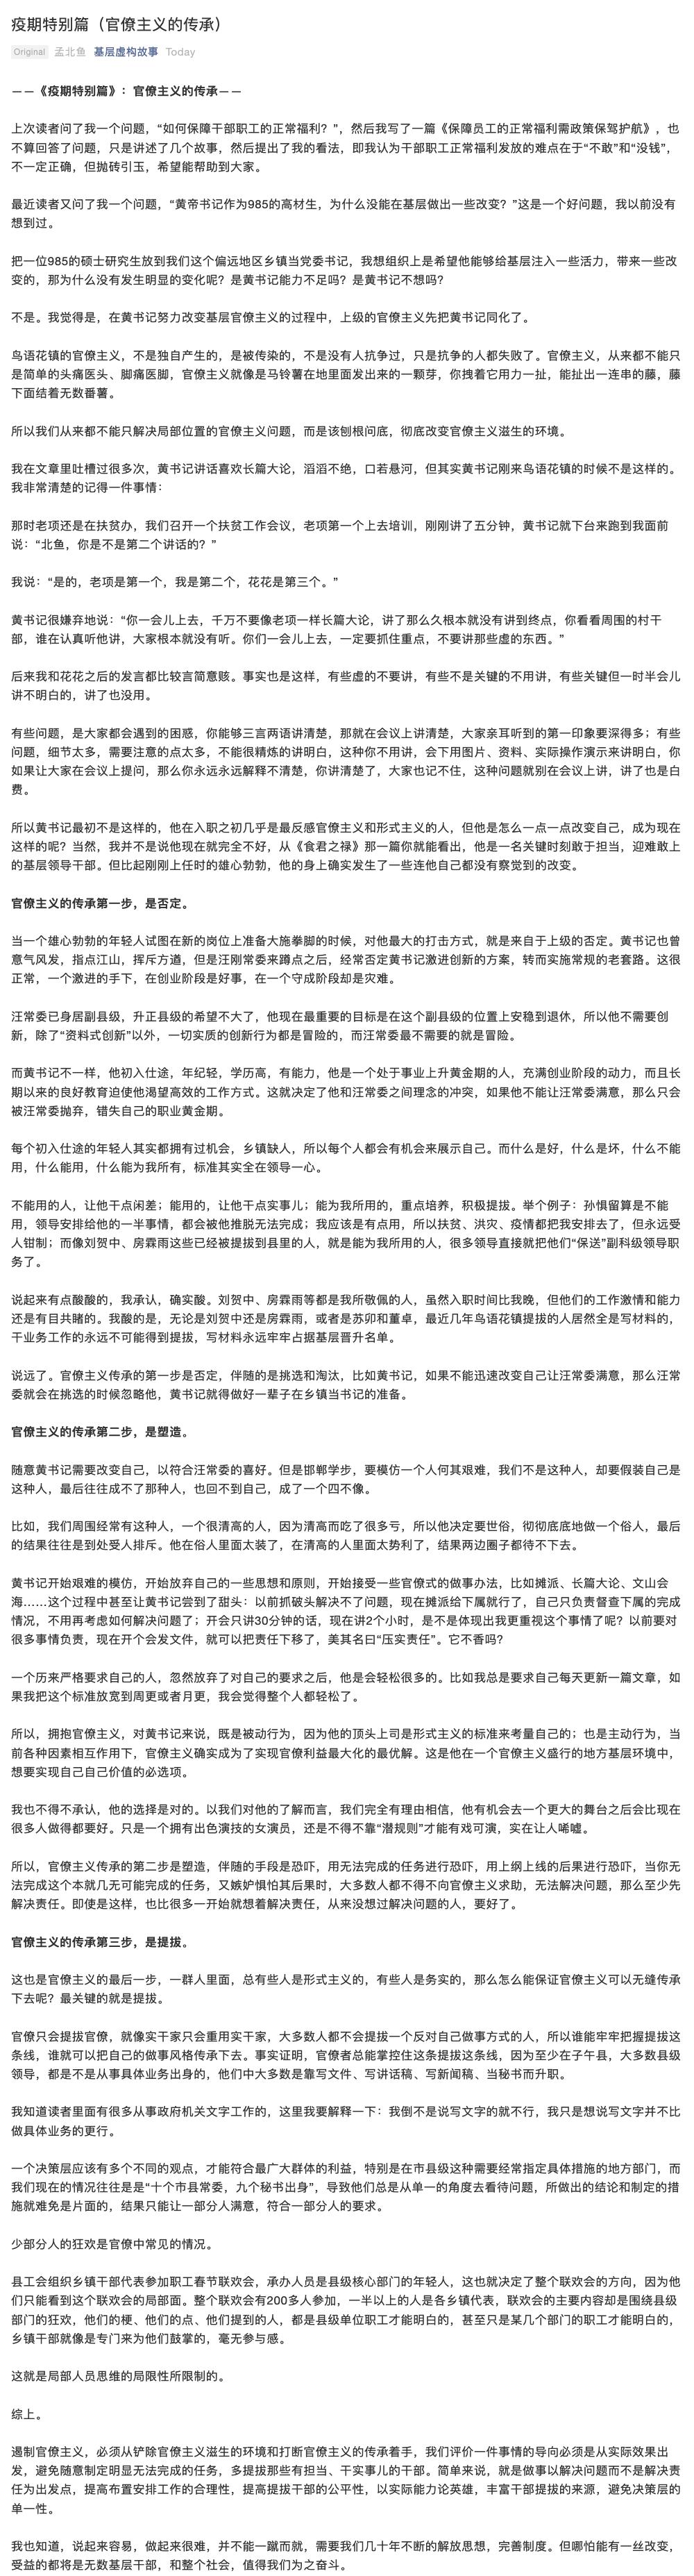 疫期特别篇（官僚主义的传承）
Original 孟北鱼 基层虚构故事 Today
——《疫期特别篇》：官僚主义的传承——
上次读者问了我一个问题，“如何保障干部职工的正常福利？”，然后我写了一篇《保障员工的正常福利需政策保驾护航》，也
不算回答了问题，只是讲述了几个故事，然后提出了我的看法，即我认为干部职工正常福利发放的难点在于“不敢”和“没钱”，
不一定正确，但抛砖引玉，希望能帮助到大家。
最近读者又问了我一个问题，“黄帝书记作为985的高材生，为什么没能在基层做出一些改变？”这是一个好问题，我以前没有
想到过。
把一位985的硕士研究生放到我们这个偏远地区乡镇当党委书记，我想组织上是希望他能够给基层注入一些活力，带来一些改
变的，那为什么没有发生明显的变化呢？是黄书记能力不足吗？是黄书记不想吗？
不是。我觉得是，在黄书记努力改变基层官僚主义的过程中，上级的官僚主义先把黄书记同化了。
鸟语花镇的官僚主义，不是独自产生的，是被传染的，不是没有人抗争过，只是抗争的人都失败了。官僚主义，从来都不能只
是简单的头痛医头、脚痛医脚，官僚主义就像是马铃薯在地里面发出来的一颗芽，你拽着它用力一扯，能扯出一连串的藤，藤
下面结着无数番薯。
所以我们从来都不能只解决局部位置的官僚主义问题，而是该刨根问底，彻底改变官僚主义滋生的环境。
我在文章里吐槽过很多次，黄书记讲话喜欢长篇大论，滔滔不绝，口若悬河，但其实黄书记刚来鸟语花镇的时候不是这样的。
我非常清楚的记得一件事情：
那时老项还是在扶贫办，我们召开一个扶贫工作会议，老项第一个上去培训，刚刚讲了五分钟，黄书记就下台来跑到我面前
说：“北鱼，你是不是第二个讲话的？”
我说：“是的，老项是第一个，我是第二个，花花是第三个。”
黄书记很嫌弃地说：“你一会儿上去，千万不要像老项一样长篇大论，讲了那么久根本就没有讲到终点，你看看周围的村干
部，谁在认真听他讲，大家根本就没有听。你们一会儿上去，一定要抓住重点，不要讲那些虚的东西。”
后来我和花花之后的发言都比较言简意赅。事实也是这样，有些虚的不要讲，有些不是关键的不用讲，有些关键但一时半会儿
讲不明白的，讲了也没用。
有些问题，是大家都会遇到的困惑，你能够三言两语讲清楚，那就在会议上讲清楚，大家亲耳听到的第一印象要深得多；有些
问题，细节太多，需要注意的点太多，不能很精炼的讲明白，这种你不用讲，会下用图片、资料、实际操作演示来讲明白，你
如果让大家在会议上提问，那么你永远永远解释不清楚，你讲清楚了，大家也记不住，这种问题就别在会议上讲，讲了也是白
费。
所以黄书记最初不是这样的，他在入职之初几乎是最反感官僚主义和形式主义的人，但他是怎么一点一点改变自己，成为现在
这样的呢？当然，我并不是说他现在就完全不好，从《食君之禄》那一篇你就能看出，他是一名关键时刻敢于担当，迎难敢上
的基层领导干部。但比起刚刚上任时的雄心勃勃，他的身上确实发生了一些连他自己都没有察觉到的改变。
官僚主义的传承第一步，是否定。
当一个雄心勃勃的年轻人试图在新的岗位上准备大施拳脚的时候，对他最大的打击方式，就是来自于上级的否定。黄书记也曾
意气风发，指点江山，挥斥方遒，但是汪刚常委来蹲点之后，经常否定黄书记激进创新的方案，转而实施常规的老套路。这很
正常，一个激进的手下，在创业阶段是好事，在一个守成阶段却是灾难。
汪常委已身居副县级，升正县级的希望不大了，他现在最重要的目标是在这个副县级的位置上安稳到退休，所以他不需要创
新，除了“资料式创新”以外，一切实质的创新行为都是冒险的，而汪常委最不需要的就是冒险。
而黄书记不一样，他初入仕途，年纪轻，学历高，有能力，他是一个处于事业上升黄金期的人，充满创业阶段的动力，而且长
期以来的良好教育迫使他渴望高效的工作方式。这就决定了他和汪常委之间理念的冲突，如果他不能让汪常委满意，那么只会
被汪常委抛弃，错失自己的职业黄金期。
每个初入仕途的年轻人其实都拥有过机会，乡镇缺人，所以每个人都会有机会来展示自己。而什么是好，什么是坏，什么不能
用，什么能用，什么能为我所有，标准其实全在领导一心。
不能用的人，让他干点闲差；能用的，让他干点实事儿；能为我所用的，重点培养，积极提拔。举个例子：孙惧留算是不能
用，领导安排给他的一半事情，都会被他推脱无法完成；我应该是有点用，所以扶贫、洪灾、疫情都把我安排去了，但永远受
人钳制；而像刘贺中、房霖雨这些已经被提拔到县里的人，就是能为我所用的人，很多领导直接就把他们“保送”副科级领导职
务了。
说起来有点酸酸的，我承认，确实酸。刘贺中、房霖雨等都是我所敬佩的人，虽然入职时间比我晚，但他们的工作激情和能力
还是有目共睹的。我酸的是，无论是刘贺中还是房霖雨，或者是苏卯和董卓，最近几年鸟语花镇提拔的人居然全是写材料的，
干业务工作的永远不可能得到提拔，写材料永远牢牢占据基层晋升名单。
说远了。官僚主义传承的第一步是否定，伴随的是挑选和淘汰，比如黄书记，如果不能迅速改变自己让汪常委满意，那么汪常
委就会在挑选的时候忽略他，黄书记就得做好一辈子在乡镇当书记的准备。
官僚主义的传承第二步，是塑造。
随意黄书记需要改变自己，以符合汪常委的喜好。但是邯郸学步，要模仿一个人何其艰难，我们不是这种人，却要假装自己是
这种人，最后往往成不了那种人，也回不到自己，成了一个四不像。
比如，我们周围经常有这种人，一个很清高的人，因为清高而吃了很多亏，所以他决定要世俗，彻彻底底地做一个俗人，最后
的结果往往是到处受人排斥。他在俗人里面太装了，在清高的人里面太势利了，结果两边圈子都待不下去。
黄书记开始艰难的模仿，开始放弃自己的一些思想和原则，开始接受一些官僚式的做事办法，比如摊派、长篇大论、文山会
海……这个过程中甚至让黄书记尝到了甜头：以前抓破头解决不了问题，现在摊派给下属就行了，自己只负责督查下属的完成
情况，不用再考虑如何解决问题了；开会只讲30分钟的话，现在讲2个小时，是不是体现出我更重视这个事情了呢？以前要对
很多事情负责，现在开个会发文件，就可以把责任下移了，美其名曰“压实责任”。它不香吗？
一个历来严格要求自己的人，忽然放弃了对自己的要求之后，他是会轻松很多的。比如我总是要求自己每天更新一篇文章，如
果我把这个标准放宽到周更或者月更，我会觉得整个人都轻松了。
所以，拥抱官僚主义，对黄书记来说，既是被动行为，因为他的顶头上司是形式主义的标准来考量自己的；也是主动行为，当
前各种因素相互作用下，官僚主义确实成为了实现官僚利益最大化的最优解。这是他在一个官僚主义盛行的地方基层环境中，
想要实现自己自己价值的必选项。
我也不得不承认，他的选择是对的。以我们对他的了解而言，我们完全有理由相信，他有机会去一个更大的舞台之后会比现在
很多人做得都要好。只是一个拥有出色演技的女演员，还是不得不靠“潜规则”才能有戏可演，实在让人唏嘘。
所以，官僚主义传承的第二步是塑造，伴随的手段是恐吓，用无法完成的任务进行恐吓，用上纲上线的后果进行恐吓，当你无
法完成这个本就几无可能完成的任务，又嫉妒惧怕其后果时，大多数人都不得不向官僚主义求助，无法解决问题，那么至少先
解决责任。即使是这样，也比很多一开始就想着解决责任，从来没想过解决问题的人，要好了。
官僚主义的传承第三步，是提拔。
这也是官僚主义的最后一步，一群人里面，总有些人是形式主义的，有些人是务实的，那么怎么能保证官僚主义可以无缝传承
下去呢？最关键的就是提拔。
官僚只会提拔官僚，就像实干家只会重用实干家，大多数人都不会提拔一个反对自己做事方式的人，所以谁能牢牢把握提拔这
条线，谁就可以把自己的做事风格传承下去。事实证明，官僚者总能掌控住这条提拔这条线，因为至少在子午县，大多数县级
领导，都是不是从事具体业务出身的，他们中大多数是靠写文件、写讲话稿、写新闻稿、当秘书而升职。
我知道读者里面有很多从事政府机关文字工作的，这里我要解释一下：我倒不是说写文字的就不行，我只是想说写文字并不比
做具体业务的更行。
一个决策层应该有多个不同的观点，才能符合最广大群体的利益，特别是在市县级这种需要经常指定具体措施的地方部门，而
我们现在的情况往往是是“十个市县常委，九个秘书出身”，导致他们总是从单一的角度去看待问题，所做出的结论和制定的措
施就难免是片面的，结果只能让一部分人满意，符合一部分人的要求。
少部分人的狂欢是官僚中常见的情况。
县工会组织乡镇干部代表参加职工春节联欢会，承办人员是县级核心部门的年轻人，这也就决定了整个联欢会的方向，因为他
们只能看到这个联欢会的局部面。整个联欢会有200多人参加，一半以上的人是各乡镇代表，联欢会的主要内容却是围绕县级
部门的狂欢，他们的梗、他们的点、他们提到的人，都是县级单位职工才能明白的，甚至只是某几个部门的职工才能明白的，
乡镇干部就像是专门来为他们鼓掌的，毫无参与感。
这就是局部人员思维的局限性所限制的。
综上。
遏制官僚主义，必须从铲除官僚主义滋生的环境和打断官僚主义的传承着手，我们评价一件事情的导向必须是从实际效果出
发，避免随意制定明显无法完成的任务，多提拔那些有担当、干实事儿的干部。简单来说，就是做事以解决问题而不是解决责
任为出发点，提高布置安排工作的合理性，提高提拔干部的公平性，以实际能力论英雄，丰富干部提拔的来源，避免决策层的
单一性。
我也知道，说起来容易，做起来很难，并不能一蹴而就，需要我们几十年不断的解放思想，完善制度。但哪怕能有一丝改变，
受益的都将是无数基层干部，和整个社会，值得我们为之奋斗。